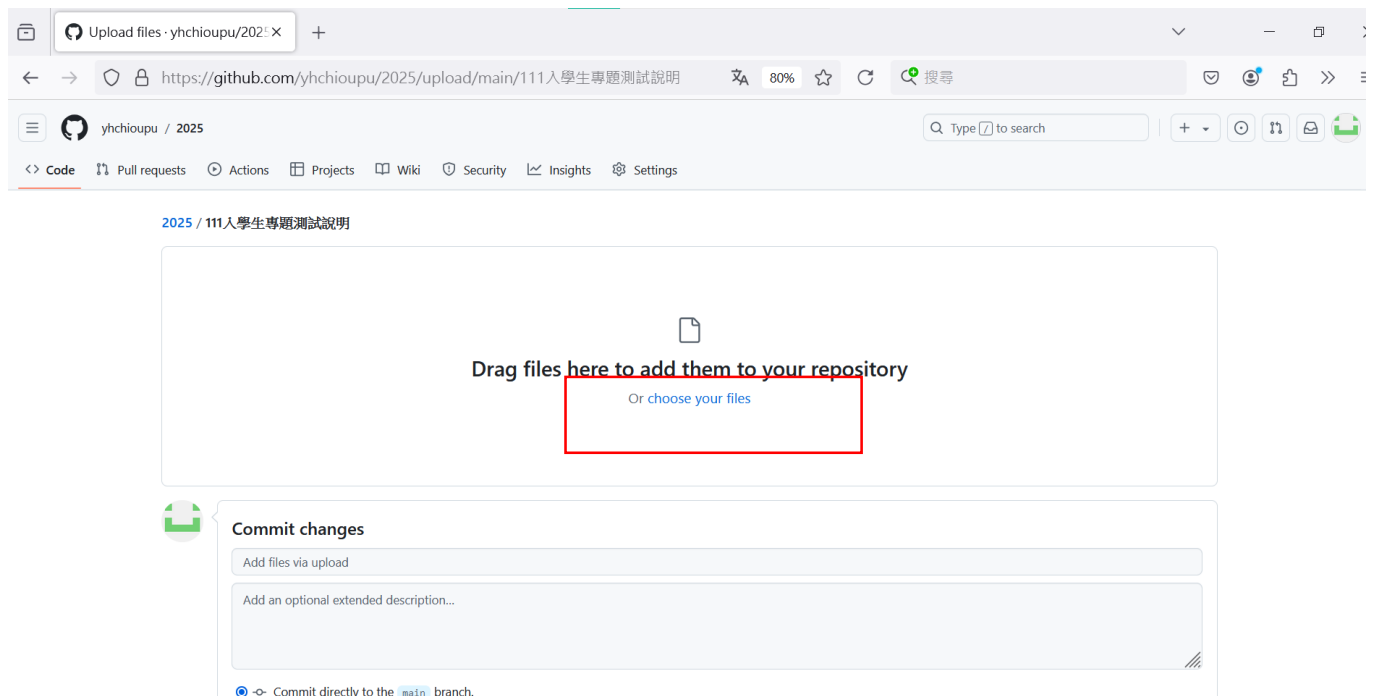 Upload files · yhchioupu/2025
https://github.com/yhchioupu/2025/upload/main/111入學生專題測試說明
80%
搜尋
yhchioupu / 2025
Type / to search
Code
Pull requests
Actions
Projects
Wiki
Security
Insights
Settings
2025 / 111入學生專題測試說明
Drag files here to add them to your repository
Or choose your files
Commit changes
Add files via upload
Add an optional extended description...
Commit directly to the main branch.